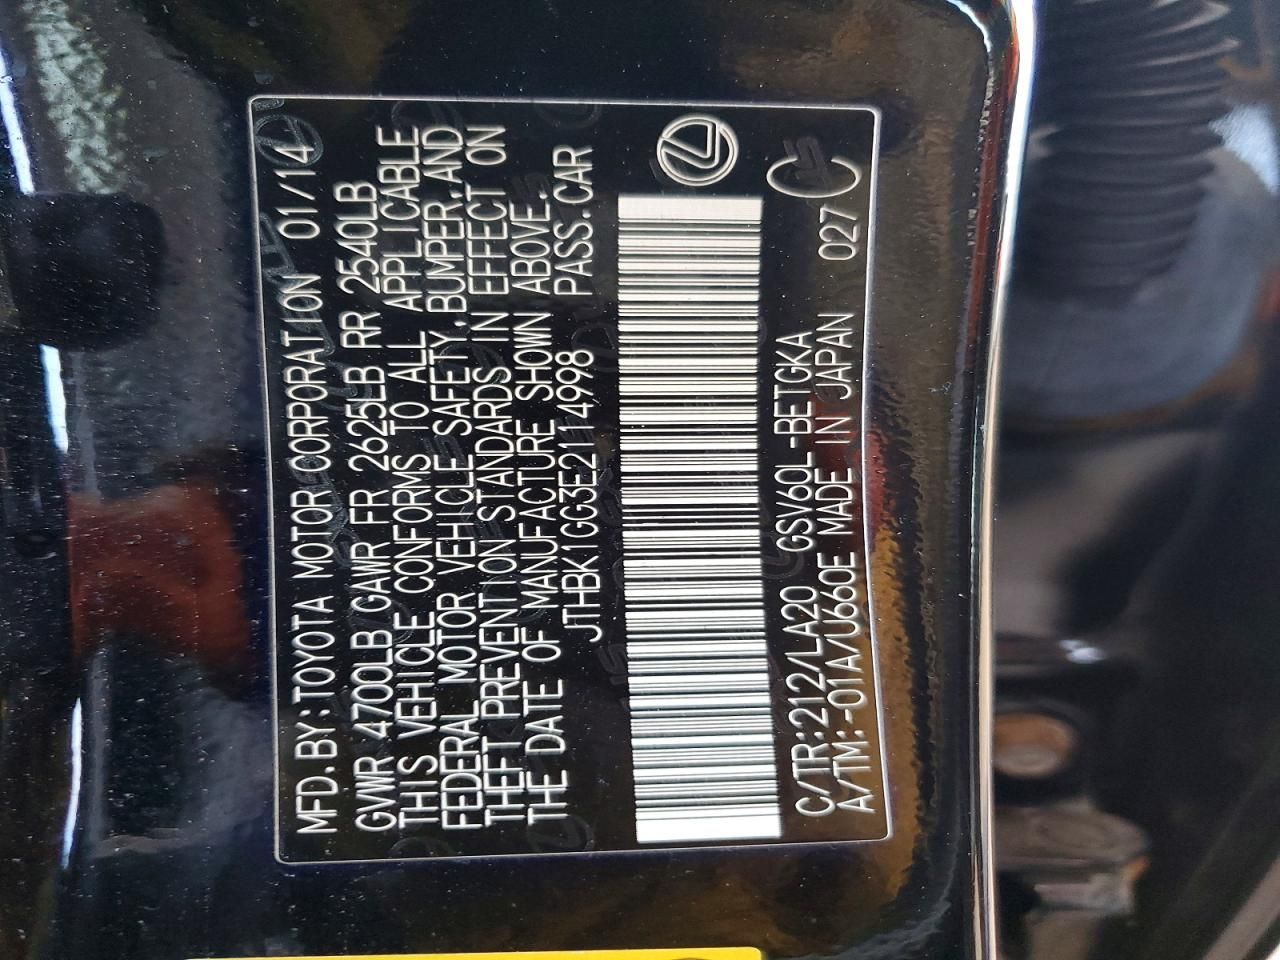 MFD.BY:TOYOTA MOTOR CORPORATION 01/14
GVWR 4700LB GAWR FR 2625LB RR 2540LB
THIS VEHICLE CONFORMS TO ALL APPLICABLE
FEDERAL MOTOR VEHICLE SAFETY,BUMPER,AND
THEFT PREVENTION STANDARDS IN EFFECT ON
THE DATE OF MANUFACTURE SHOWN ABOVE.
JTHBK1GG3E2114998 PASS.CAR
C/TR:212/LA20 GSV60L-BETGKA
A/TM:-01A/U660E MADE IN JAPAN 027 C